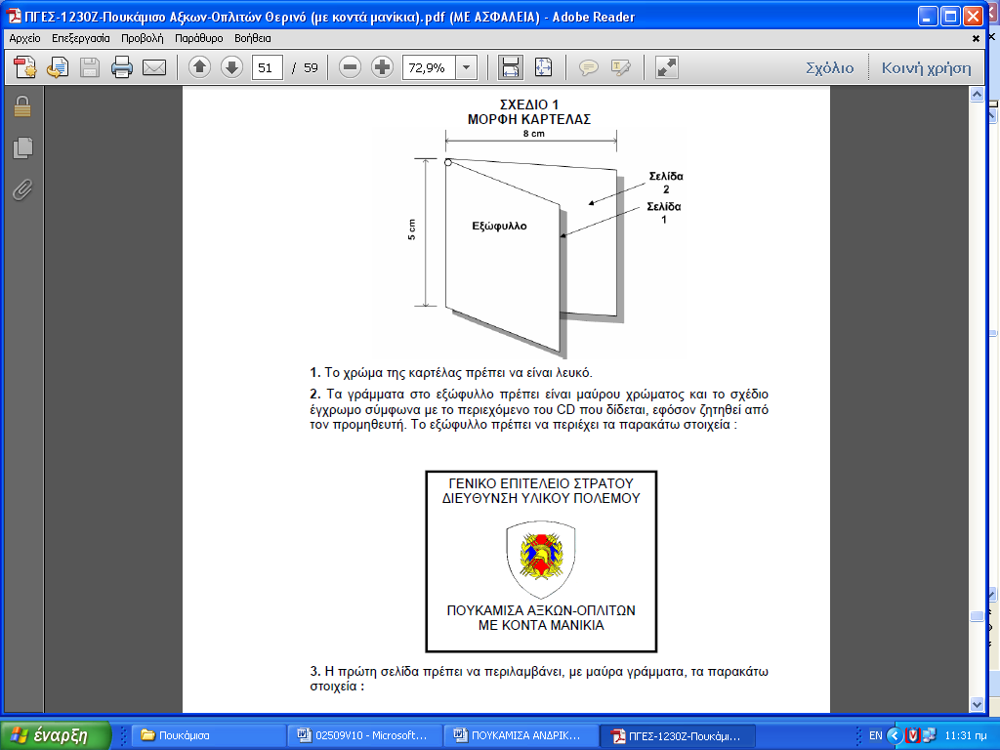 ΠΓΕΣ-1230Ζ-Πουκάμισο Αξκων-Οπλιτών Θερινό (με κοντά μανίκια).pdf (ΜΕ ΑΣΦΑΛΕΙΑ) - Adobe Reader
Αρχείο Επεξεργασία Προβολή Παράθυρο Βοήθεια
51 / 59 72,9% Σχόλιο Κοινή χρήση
ΣΧΕΔΙΟ 1
ΜΟΡΦΗ ΚΑΡΤΕΛΑΣ
8 cm
Σελίδα
2
Σελίδα
1
Εξώφυλλο
5 cm
1. Το χρώμα της καρτέλας πρέπει να είναι λευκό.
2. Τα γράμματα στο εξώφυλλο πρέπει είναι μαύρου χρώματος και το σχέδιο
έγχρωμο σύμφωνα με το περιεχόμενο του CD που δίδεται, εφόσον ζητηθεί από
τον προμηθευτή. Το εξώφυλλο πρέπει να περιέχει τα παρακάτω στοιχεία :
ΓΕΝΙΚΟ ΕΠΙΤΕΛΕΙΟ ΣΤΡΑΤΟΥ
ΔΙΕΥΘΥΝΣΗ ΥΛΙΚΟΥ ΠΟΛΕΜΟΥ
ΠΟΥΚΑΜΙΣΑ ΑΞΚΩΝ-ΟΠΛΙΤΩΝ
ΜΕ ΚΟΝΤΑ ΜΑΝΙΚΙΑ
3. Η πρώτη σελίδα πρέπει να περιλαμβάνει, με μαύρα γράμματα, τα παρακάτω
στοιχεία :
έναρξη Πουκάμισα 02509V10 - Microsoft... ΠΟΥΚΑΜΙΣΑ ΑΝΔΡΙΚ... ΠΓΕΣ-1230Ζ-Πουκάμι... EN 11:31 πμ